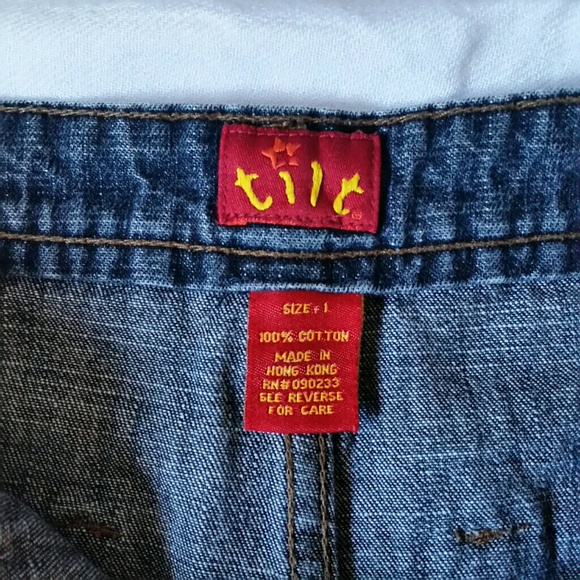 tilt
®
SIZE - 1
100% COTTON
MADE IN
HONG KONG
RN# 090233
SEE REVERSE
FOR CARE